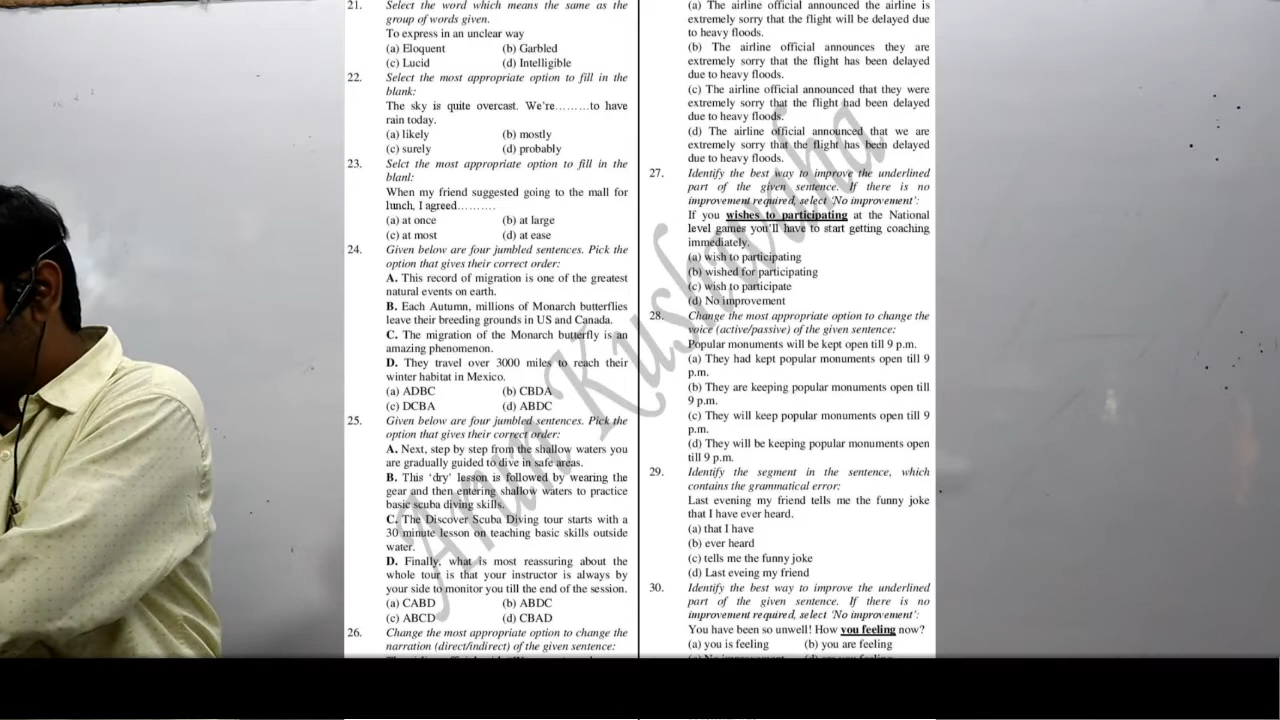 21. Select the word which means the same as the
group of words given.
To express in an unclear way
(a) Eloquent (b) Garbled
(c) Lucid (d) Intelligible
22. Select the most appropriate option to fill in the
blank:
The sky is quite overcast. We're………to have
rain today.
(a) likely (b) mostly
(c) surely (d) probably
23. Selct the most appropriate option to fill in the
blanl:
When my friend suggested going to the mall for
lunch, I agreed……….
(a) at once (b) at large
(c) at most (d) at ease
24. Given below are four jumbled sentences. Pick the
option that gives their correct order:
A. This record of migration is one of the greatest
natural events on earth.
B. Each Autumn, millions of Monarch butterflies
leave their breeding grounds in US and Canada.
C. The migration of the Monarch butterfly is an
amazing phenomenon.
D. They travel over 3000 miles to reach their
winter habitat in Mexico.
(a) ADBC (b) CBDA
(c) DCBA (d) ABDC
25. Given below are four jumbled sentences. Pick the
option that gives their correct order:
A. Next, step by step from the shallow waters you
are gradually guided to dive in safe areas.
B. This 'dry' lesson is followed by wearing the
gear and then entering shallow waters to practice
basic scuba diving skills.
C. The Discover Scuba Diving tour starts with a
30 minute lesson on teaching basic skills outside
water.
D. Finally, what is most reassuring about the
whole tour is that your instructor is always by
your side to monitor you till the end of the session.
(a) CABD (b) ABDC
(c) ABCD (d) CBAD
26. Change the most appropriate option to change the
narration (direct/indirect) of the given sentence:
(a) The airline official announced the airline is
extremely sorry that the flight will be delayed due
to heavy floods.
(b) The airline official announces they are
extremely sorry that the flight has been delayed
due to heavy floods.
(c) The airline official announced that they were
extremely sorry that the flight had been delayed
due to heavy floods.
(d) The airline official announced that we are
extremely sorry that the flight has been delayed
due to heavy floods.
27. Identify the best way to improve the underlined
part of the given sentence. If there is no
improvement required, select 'No improvement':
If you wishes to participating at the National
level games you'll have to start getting coaching
immediately.
(a) wish to participating
(b) wished for participating
(c) wish to participate
(d) No improvement
28. Change the most appropriate option to change the
voice (active/passive) of the given sentence:
Popular monuments will be kept open till 9 p.m.
(a) They had kept popular monuments open till 9
p.m.
(b) They are keeping popular monuments open till
9 p.m.
(c) They will keep popular monuments open till 9
p.m.
(d) They will be keeping popular monuments open
till 9 p.m.
29. Identify the segment in the sentence, which
contains the grammatical error:
Last evening my friend tells me the funny joke
that I have ever heard.
(a) that I have
(b) ever heard
(c) tells me the funny joke
(d) Last eveing my friend
30. Identify the best way to improve the underlined
part of the given sentence. If there is no
improvement required, select 'No improvement':
You have been so unwell! How you feeling now?
(a) you is feeling (b) you are feeling
Arun Kushwaha